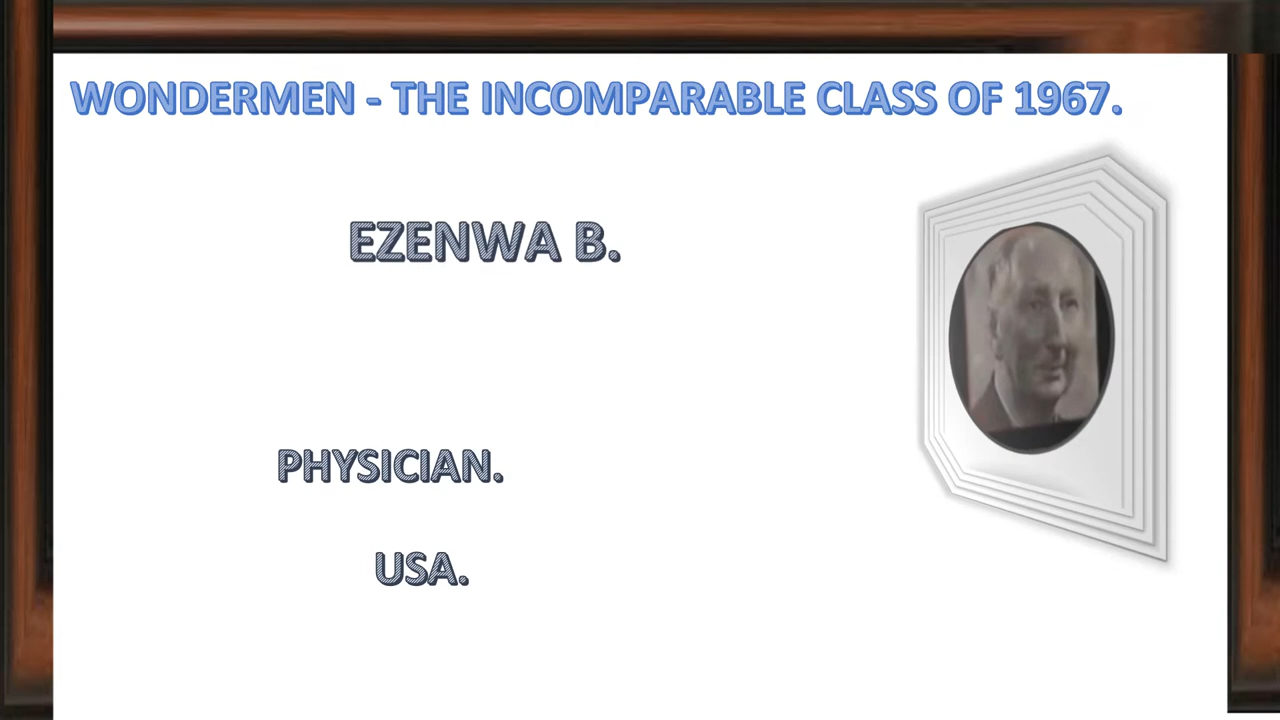 WONDERMEN - THE INCOMPARABLE CLASS OF 1967.
EZENWA B.
PHYSICIAN.
USA.